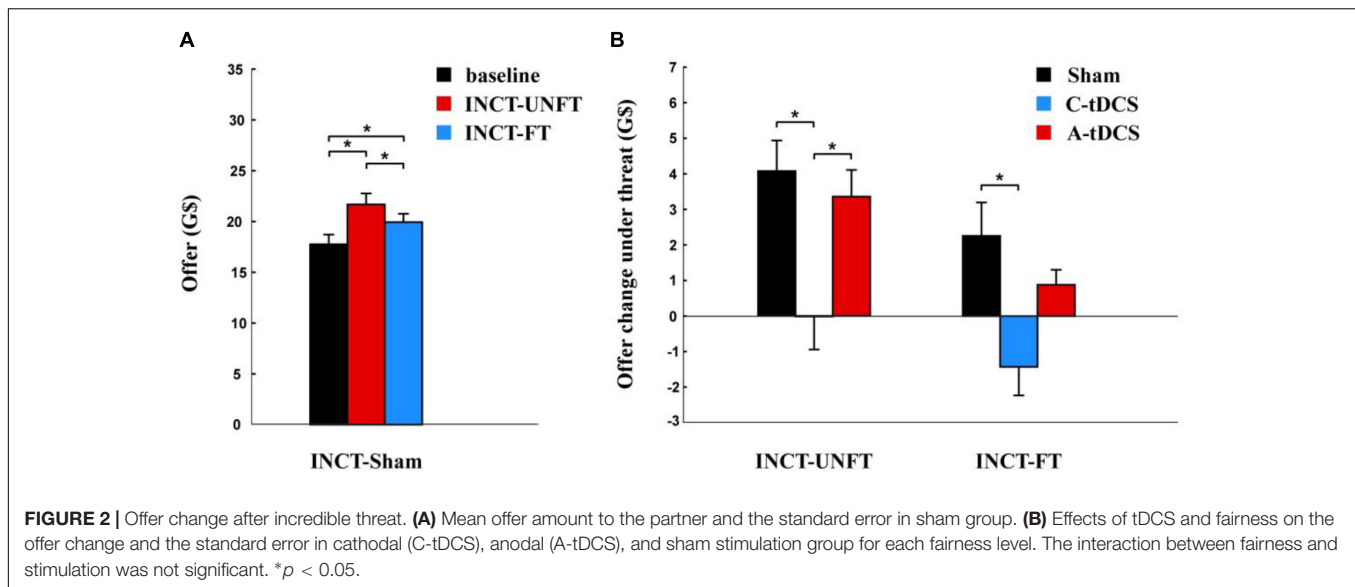 A
Offer (G$)
35
30
25
20
15
10
5
0
baseline
INCT-UNFT
INCT-FT
*
*
*
INCT-Sham
B
Offer change under threat (G$)
7
6
5
4
3
2
1
0
-1
-2
-3
Sham
C-tDCS
A-tDCS
*
*
*
INCT-UNFT
INCT-FT
FIGURE 2 | Offer change after incredible threat. (A) Mean offer amount to the partner and the standard error in sham group. (B) Effects of tDCS and fairness on the
offer change and the standard error in cathodal (C-tDCS), anodal (A-tDCS), and sham stimulation group for each fairness level. The interaction between fairness and
stimulation was not significant. *p < 0.05.